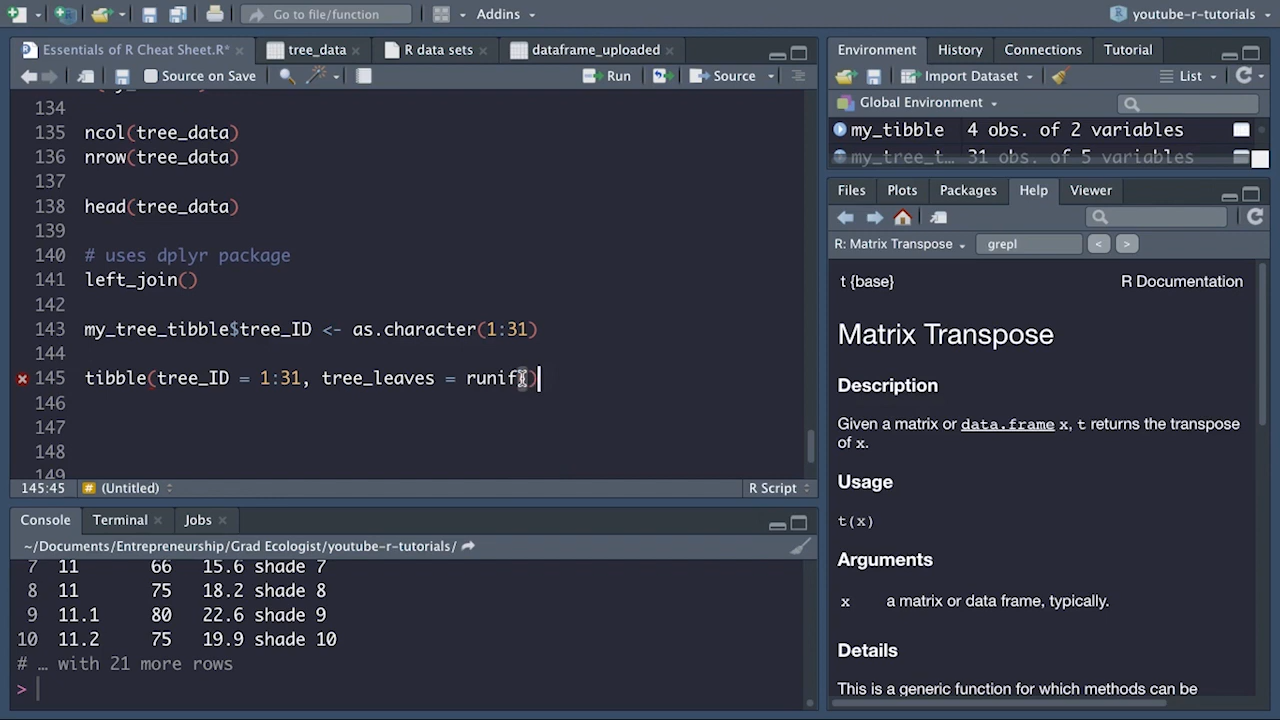 Go to file/function
Addins
youtube-r-tutorials
Essentials of R Cheat Sheet.R*
tree_data
R data sets
dataframe_uploaded
Source on Save
Run
Source
134
135 ncol(tree_data)
136 nrow(tree_data)
137
138 head(tree_data)
139
140 # uses dplyr package
141 left_join()
142
143 my_tree_tibble$tree_ID <- as.character(1:31)
144
145 tibble(tree_ID = 1:31, tree_leaves = runif()
146
147
148
149
145:45
(Untitled)
R Script
Console
Terminal
Jobs
~/Documents/Entrepreneurship/Grad Ecologist/youtube-r-tutorials/
7 11 66 15.6 shade 7
8 11 75 18.2 shade 8
9 11.1 80 22.6 shade 9
10 11.2 75 19.9 shade 10
# … with 21 more rows
>
Environment
History
Connections
Tutorial
Import Dataset
List
Global Environment
my_tibble 4 obs. of 2 variables
my_tree_t… 31 obs. of 5 variables
Files
Plots
Packages
Help
Viewer
R: Matrix Transpose
grepl
t {base}
R Documentation
Matrix Transpose
Description
Given a matrix or data.frame x, t returns the transpose
of x.
Usage
t(x)
Arguments
x a matrix or data frame, typically.
Details
This is a generic function for which methods can be